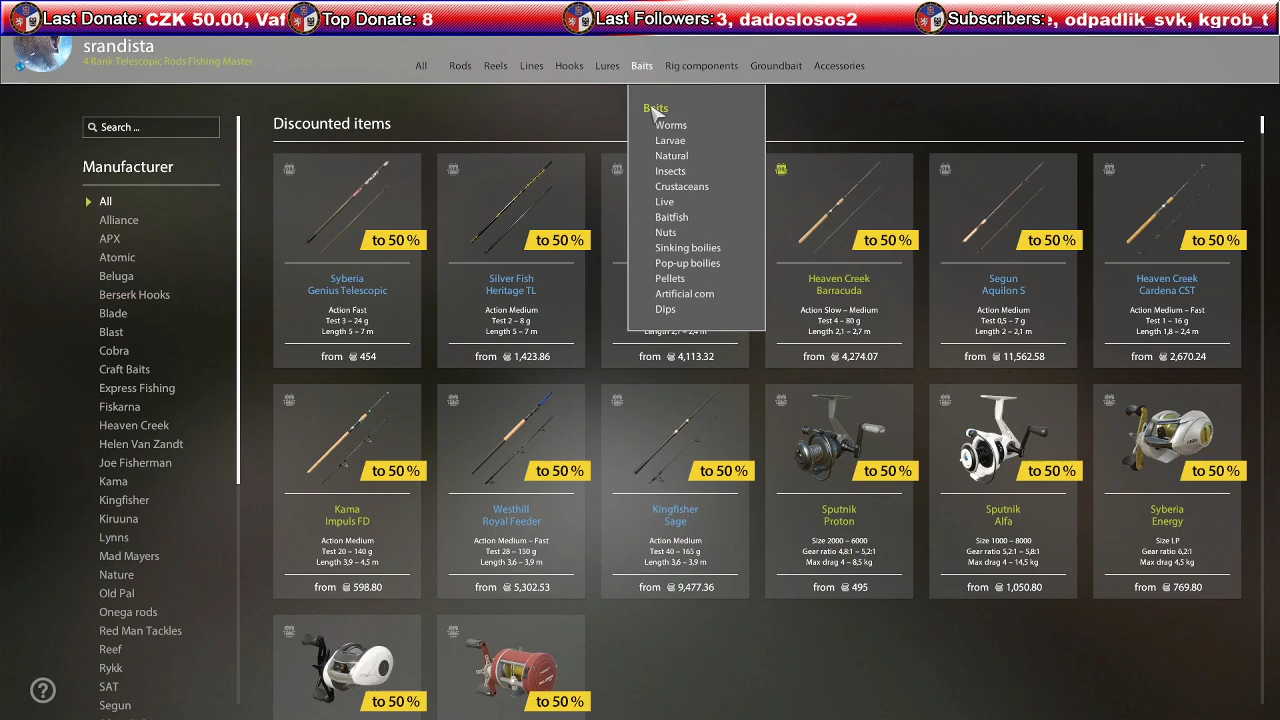 Last Donate: CZK 50.00, Vaf
Top Donate: 8
Last Followers: 3, dadoslosos2
Subscribers: :, odpadlik_svk, kgrob_t
srandista
4 Rank Telescopic Rods Fishing Master
All Rods Reels Lines Hooks Lures Baits Rig components Groundbait Accessories
Baits
Worms
Larvae
Natural
Insects
Crustaceans
Live
Baitfish
Nuts
Sinking boilies
Pop-up boilies
Pellets
Artificial corn
Dips
Search ...
Manufacturer
All
Alliance
APX
Atomic
Beluga
Berserk Hooks
Blade
Blast
Cobra
Craft Baits
Express Fishing
Fiskarna
Heaven Creek
Helen Van Zandt
Joe Fisherman
Kama
Kingfisher
Kiruuna
Lynns
Mad Mayers
Nature
Old Pal
Onega rods
Red Man Tackles
Reef
Rykk
SAT
Segun
Discounted items
to 50 %
Syberia
Genius Telescopic
Action Fast
Test 3 – 24 g
Length 5 – 7 m
from 454
to 50 %
Silver Fish
Heritage TL
Action Medium
Test 2 – 8 g
Length 5 – 7 m
from 1,423.86
from 4,113.32
to 50 %
Heaven Creek
Barracuda
Action Slow – Medium
Test 4 – 80 g
Length 2,1 – 2,7 m
from 4,274.07
to 50 %
Segun
Aquilon S
Action Medium
Test 0,5 – 7 g
Length 2 – 2,1 m
from 11,562.58
to 50 %
Heaven Creek
Cardena CST
Action Medium – Fast
Test 1 – 16 g
Length 1,8 – 2,4 m
from 2,670.24
to 50 %
Kama
Impuls FD
Action Medium
Test 20 – 140 g
Length 3,9 – 4,5 m
from 598.80
to 50 %
Westhill
Royal Feeder
Action Medium – Fast
Test 28 – 150 g
Length 3,6 – 3,9 m
from 5,302.53
to 50 %
Kingfisher
Sage
Action Medium
Test 40 – 165 g
Length 3,6 – 3,9 m
from 9,477.36
to 50 %
Sputnik
Proton
Size 2000 – 6000
Gear ratio 4,8:1 – 5,2:1
Max drag 4 – 8,5 kg
from 495
to 50 %
Sputnik
Alfa
Size 1000 – 8000
Gear ratio 5,2:1 – 5,8:1
Max drag 4 – 14,5 kg
from 1,050.80
to 50 %
Syberia
Energy
Size LP
Gear ratio 6,2:1
Max drag 4,5 kg
from 769.80
to 50 %
to 50 %
?